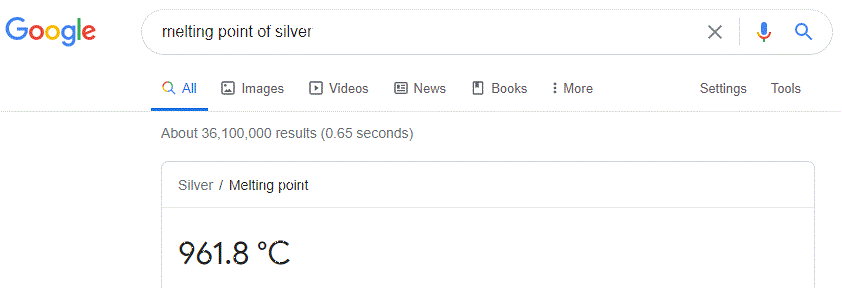 Google melting point of silver
All Images Videos News Books More Settings Tools
About 36,100,000 results (0.65 seconds)
Silver / Melting point
961.8 °C